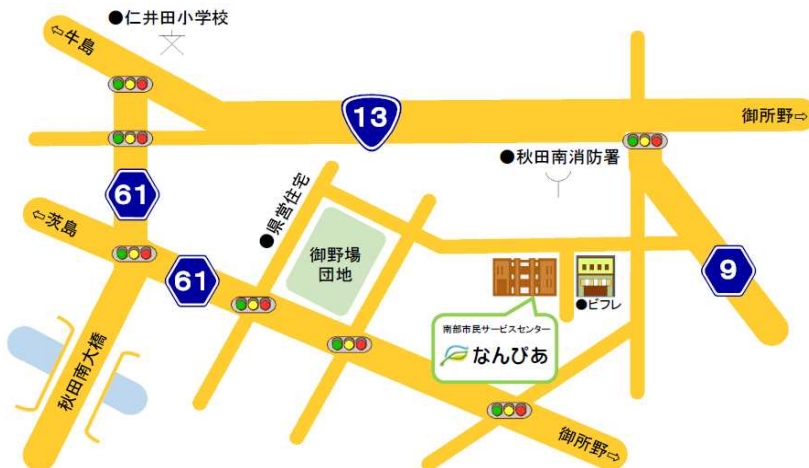 ●仁井田小学校
⇦牛島
13
御所野⇨
●秋田南消防署
61
⇦茨島
●県営住宅
61
御野場
団地
9
●ビフレ
南部市民サービスセンター
なんぴあ
秋田南大橋
御所野⇨